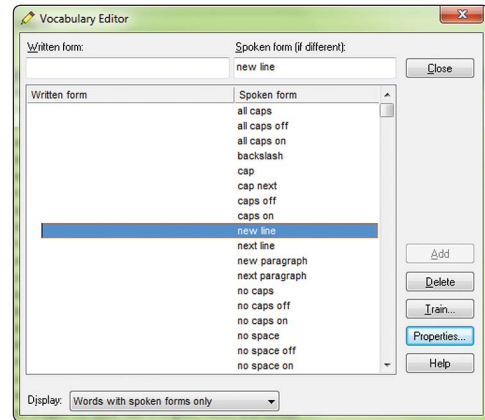 Vocabulary Editor
Written form: Spoken form (if different):
new line
Close
Written form Spoken form
all caps
all caps off
all caps on
backslash
cap
cap next
caps off
caps on
new line
next line
new paragraph
next paragraph
no caps
no caps off
no caps on
no space
no space off
no space on
Add
Delete
Train...
Properties...
Help
Display: Words with spoken forms only